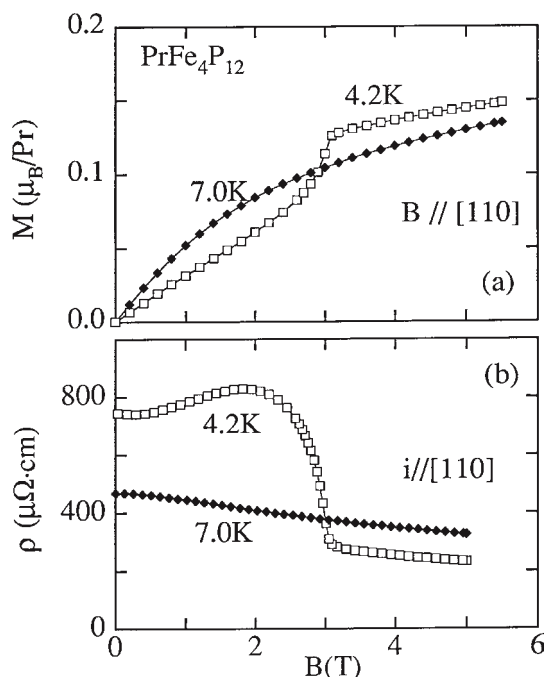 0.2
PrFe₄P₁₂
4.2K
M (μ_B/Pr)
0.1
7.0K
B // [110]
(a)
0.0
(b)
800
4.2K
i//[110]
ρ (μΩ·cm)
400
7.0K
0
0 2 4 6
B(T)